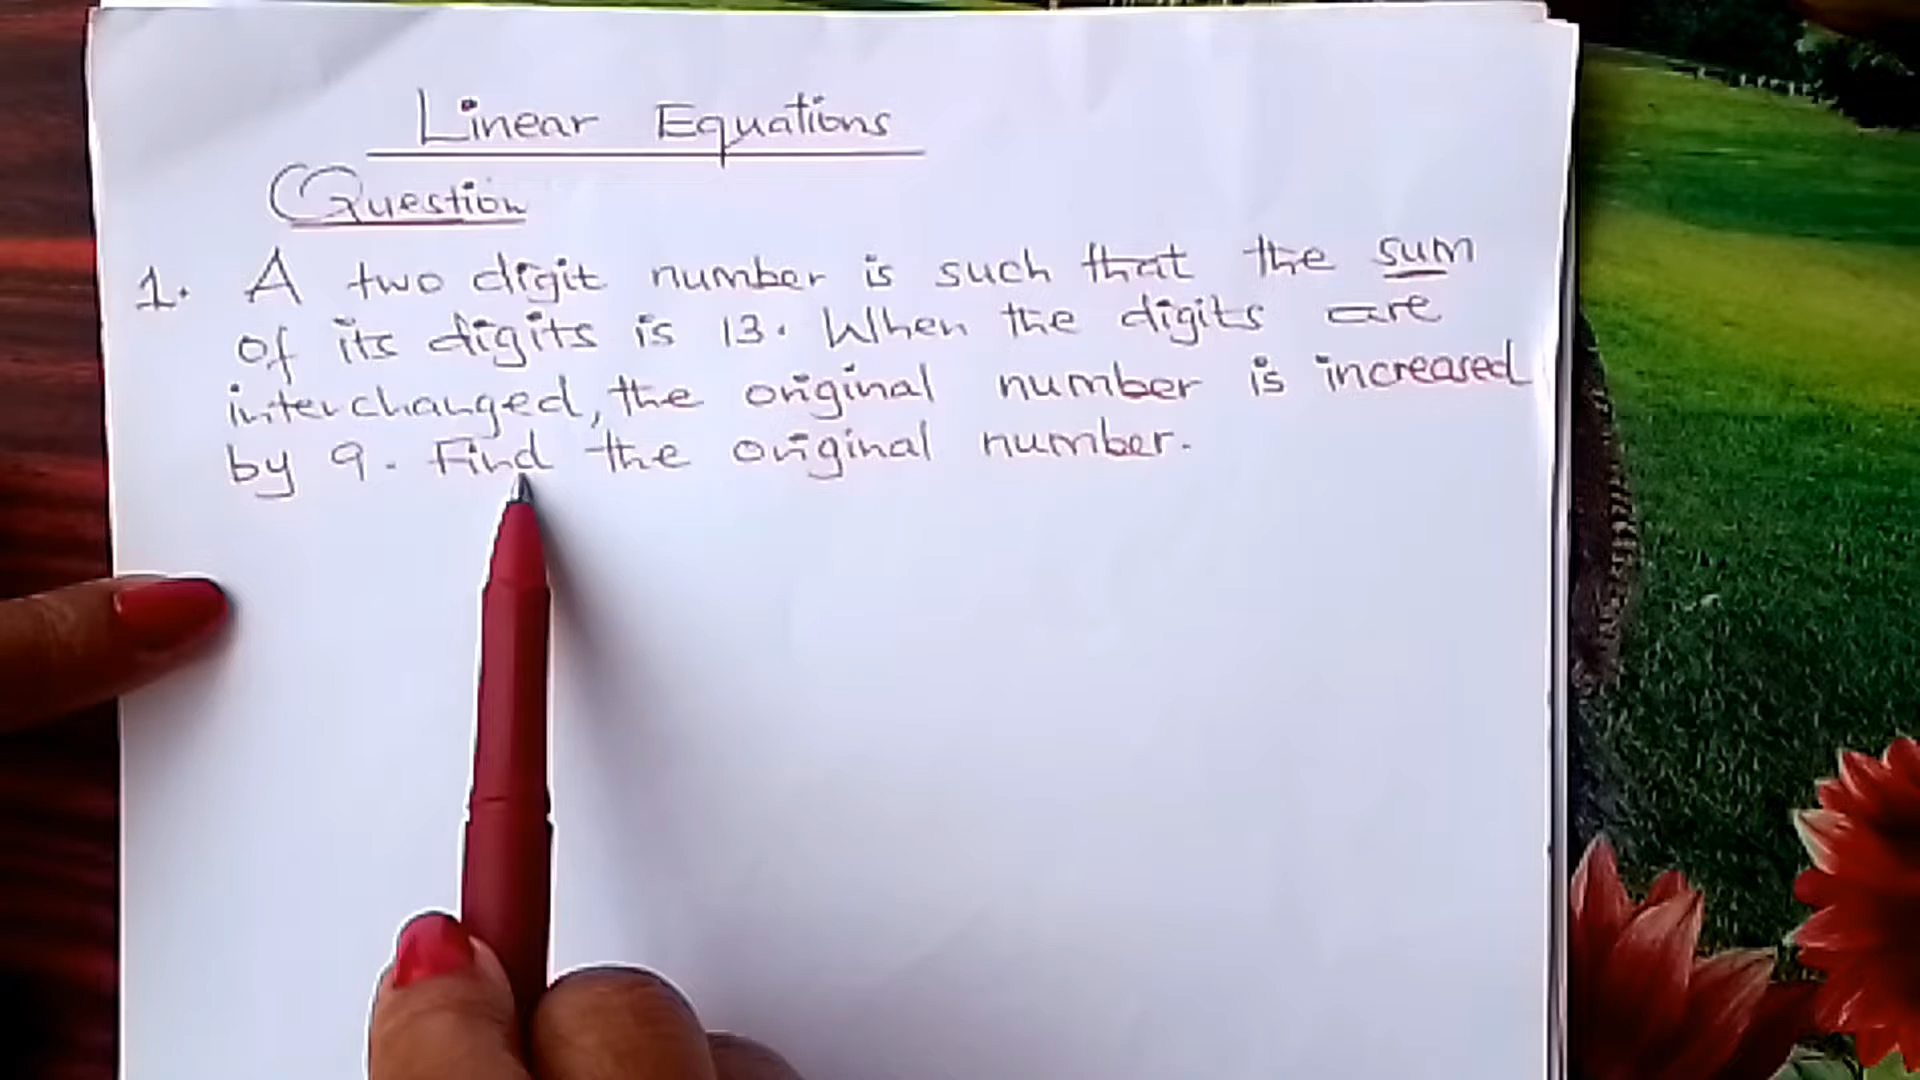 Linear Equations
Question
1. A two digit number is such that the sum
of its digits is 13. When the digits are
interchanged, the original number is increased
by 9. Find the original number.